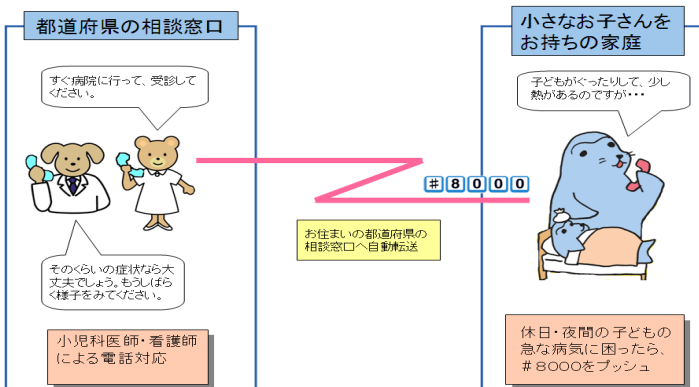 都道府県の相談窓口
すぐ病院に行って、受診して
ください。
そのくらいの症状なら大
丈夫でしょう。もうしばら
く様子をみてください。
小児科医師・看護師
による電話対応
#8000
お住まいの都道府県の
相談窓口へ自動転送
小さなお子さんを
お持ちの家庭
子どもがぐったりして、少し
熱があるのですが・・・
休日・夜間の子どもの
急な病気に困ったら、
#8000をプッシュ